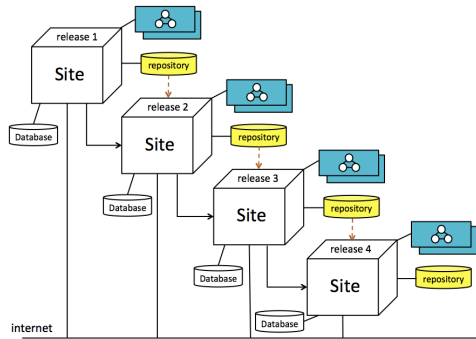 release 1
Site
repository
Database
release 2
Site
repository
Database
release 3
Site
repository
Database
release 4
Site
repository
Database
internet